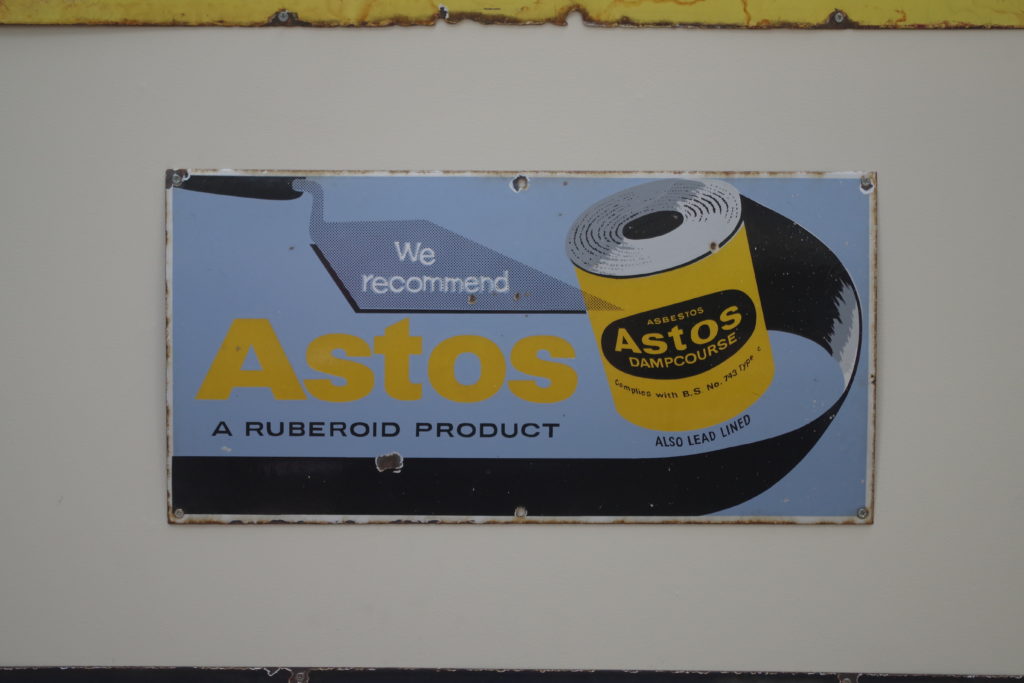 We
recommend
Astos
A RUBEROID PRODUCT
ASBESTOS
Astos
DAMPCOURSE
Complies with B.S. No. 743 Type C
ALSO LEAD LINED